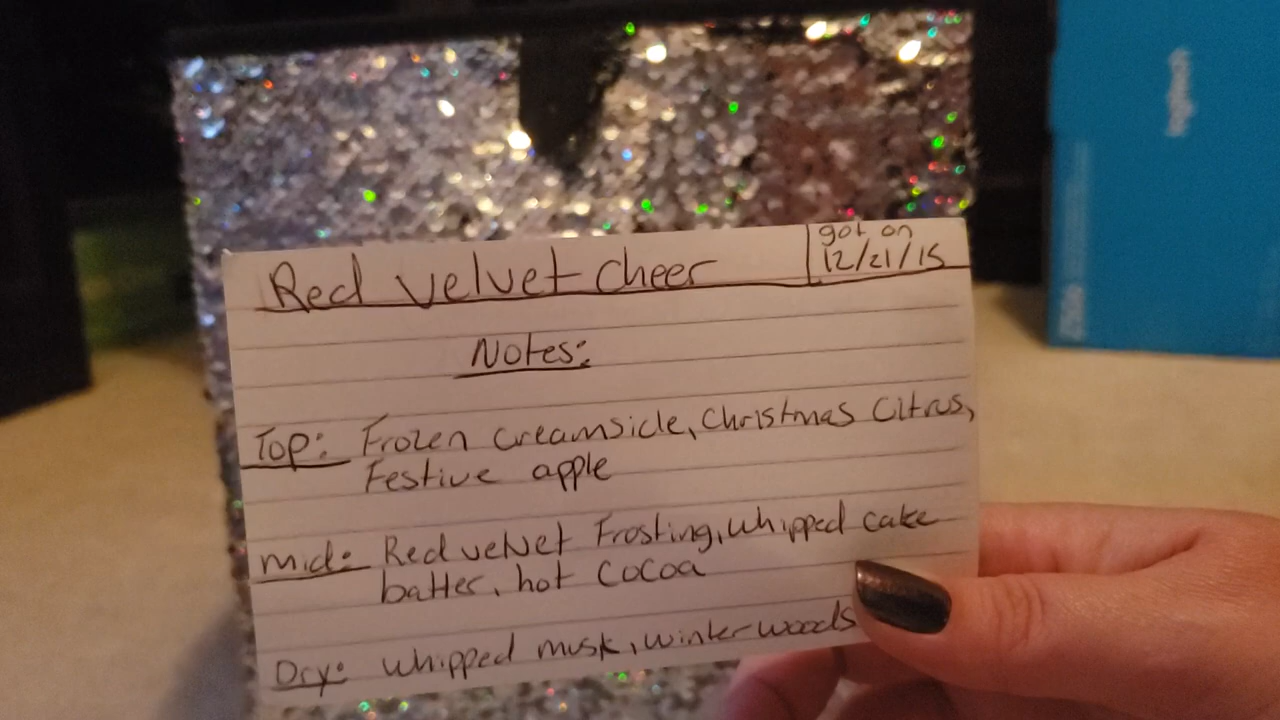 Red velvet cheer
got on
12/21/15
Notes:
Top: Frozen creamsicle, Christmas Citrus,
Festive apple
Mid: Red velvet Frosting, whipped cake
batter, hot cocoa
Dry: whipped musk, winter woods